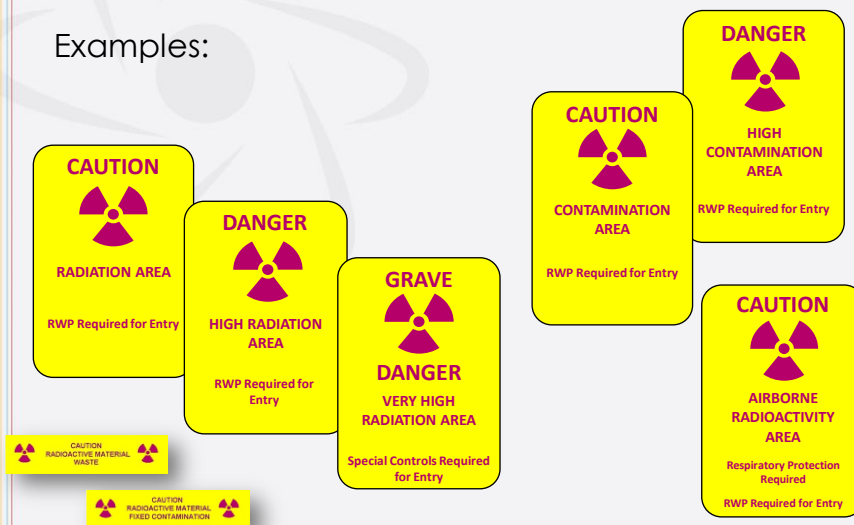 Examples:
CAUTION
RADIATION AREA
RWP Required for Entry
DANGER
HIGH RADIATION
AREA
RWP Required for
Entry
GRAVE
DANGER
VERY HIGH
RADIATION AREA
Special Controls Required
for Entry
CAUTION
RADIOACTIVE MATERIAL
WASTE
CAUTION
RADIOACTIVE MATERIAL
FIXED CONTAMINATION
CAUTION
CONTAMINATION
AREA
RWP Required for Entry
DANGER
HIGH
CONTAMINATION
AREA
RWP Required for Entry
CAUTION
AIRBORNE
RADIOACTIVITY
AREA
Respiratory Protection
Required
RWP Required for Entry